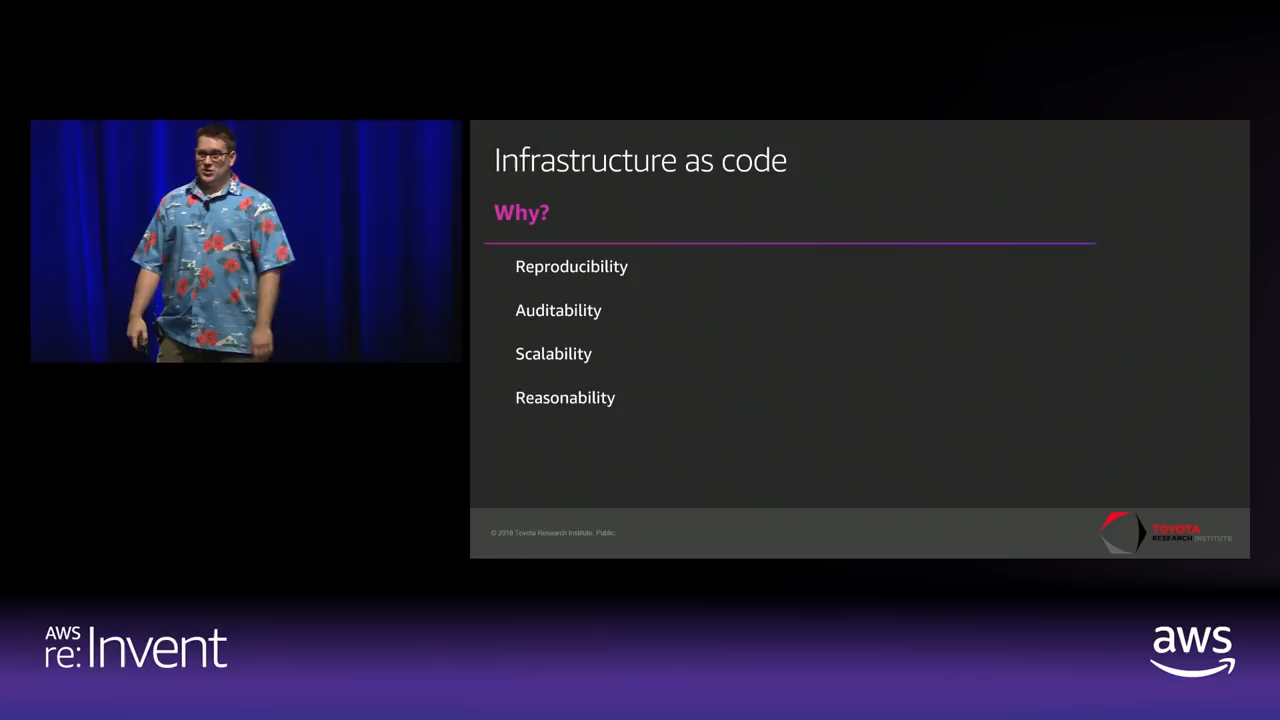 Infrastructure as code
Why?
Reproducibility
Auditability
Scalability
Reasonability
© 2018 Toyota Research Institute. Public.
TOYOTA
RESEARCH INSTITUTE
AWS
re:Invent
aws